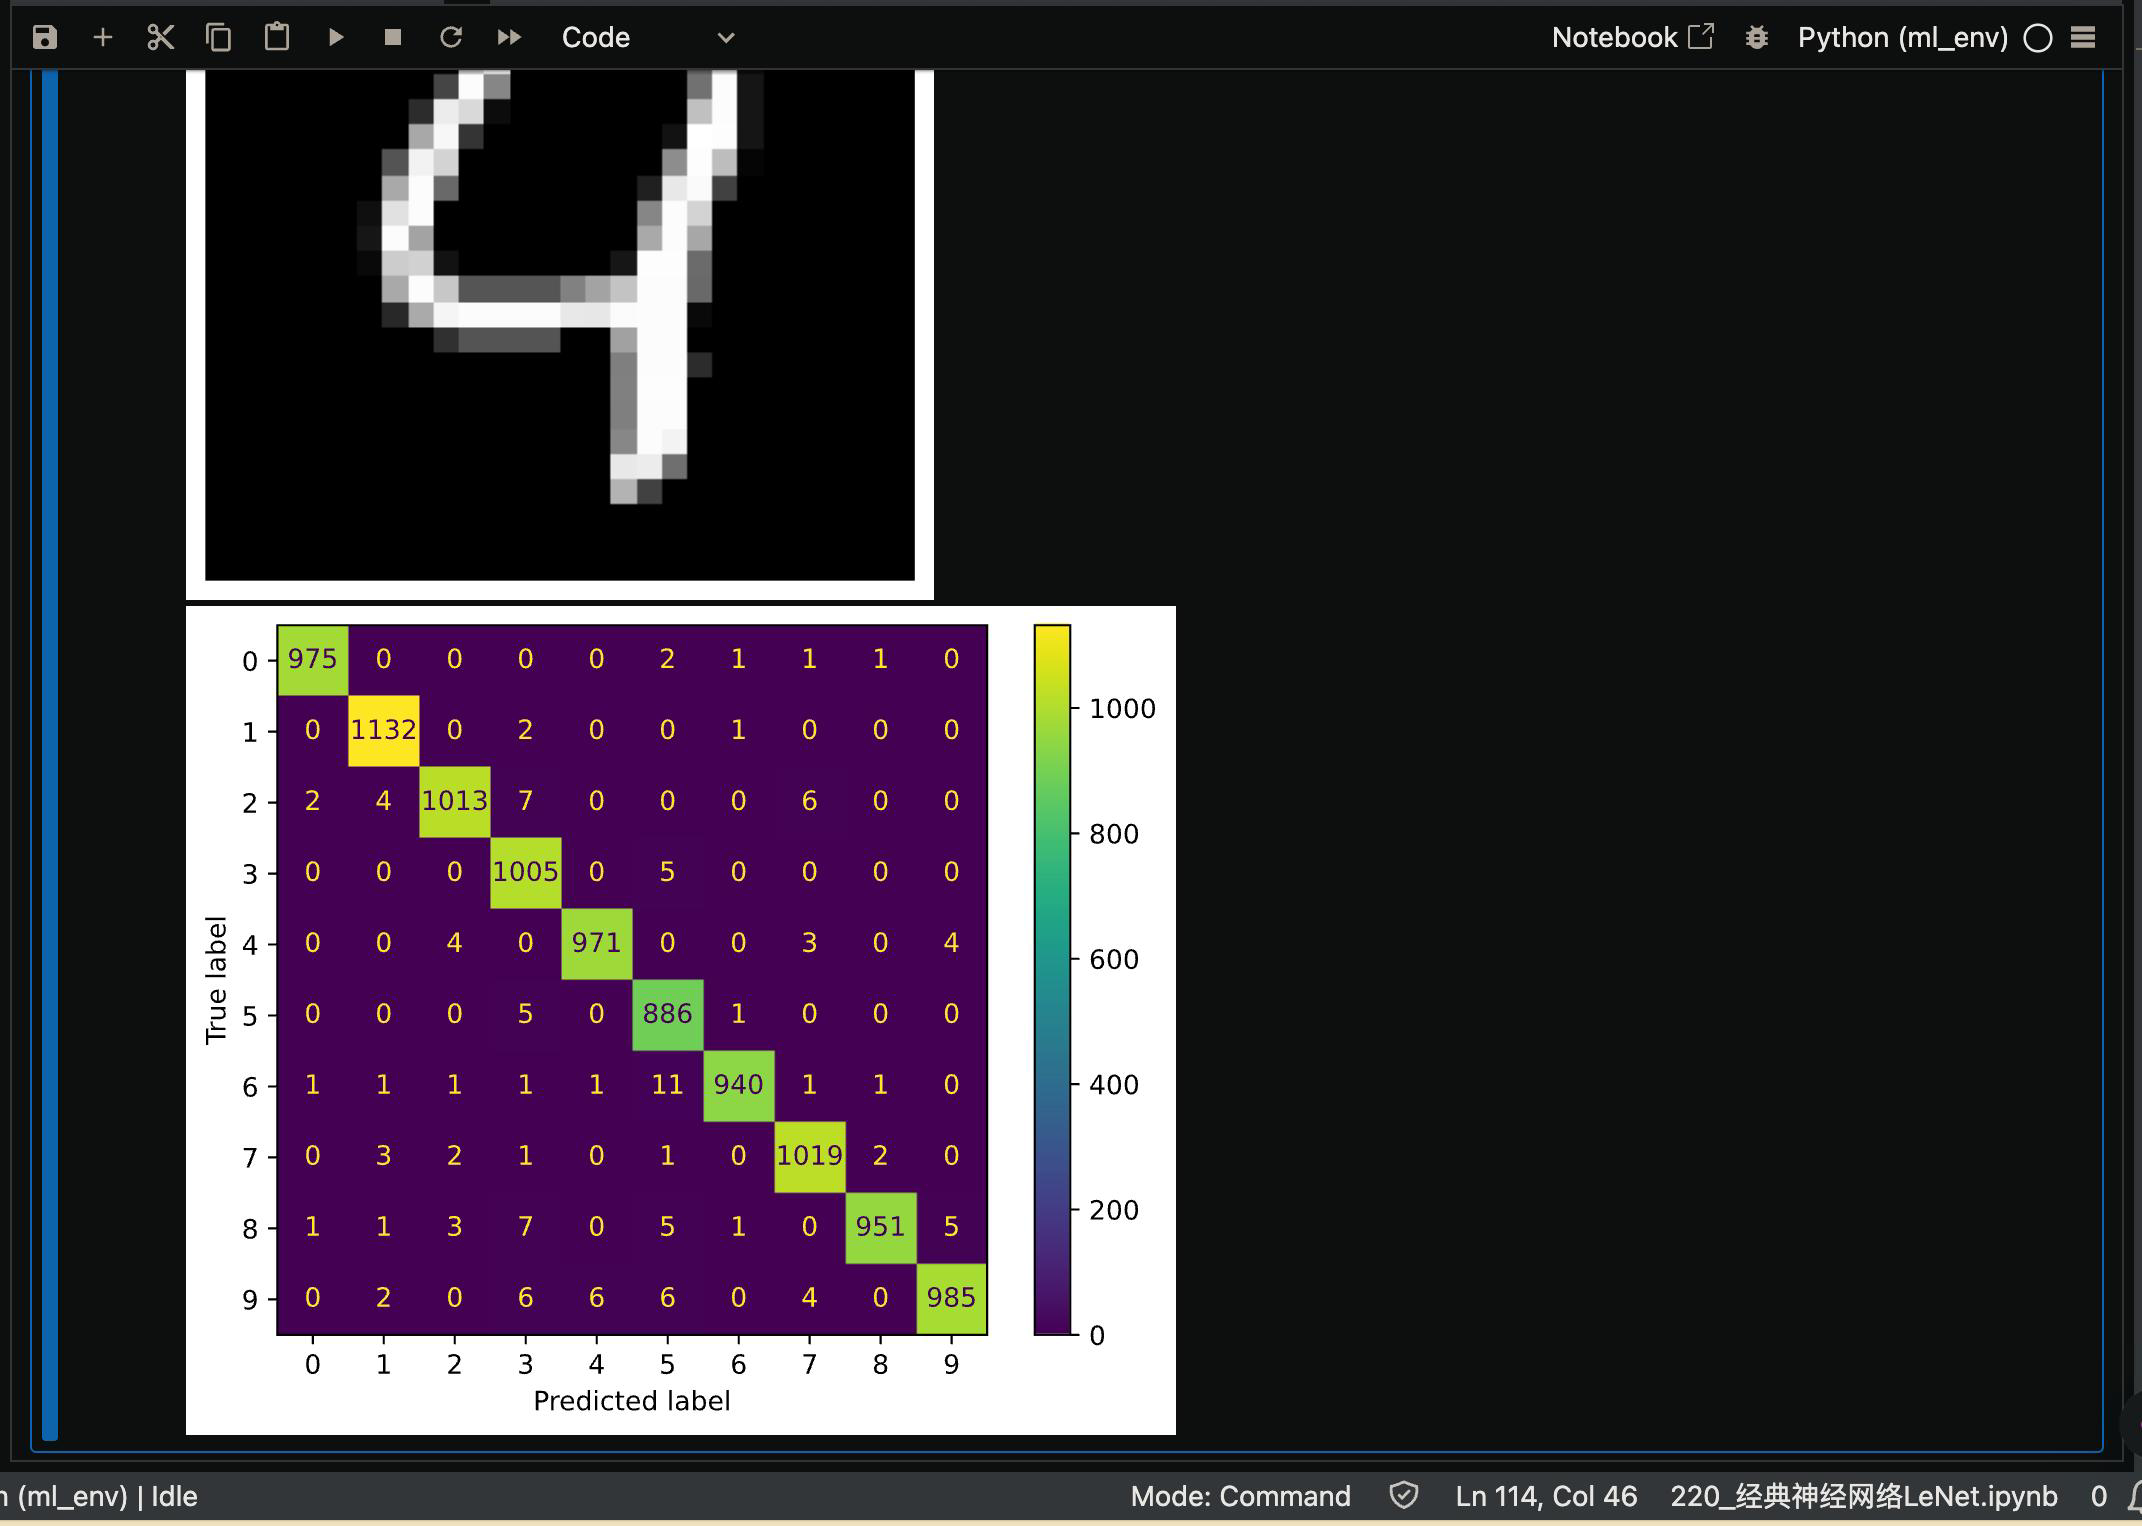 Code
Notebook
Python (ml_env)
0 975 0 0 0 0 2 1 1 1 0
1 0 1132 0 2 0 0 1 0 0 0
2 2 4 1013 7 0 0 0 6 0 0
3 0 0 0 1005 0 5 0 0 0 0
4 0 0 4 0 971 0 0 3 0 4
5 0 0 0 5 0 886 1 0 0 0
6 1 1 1 1 1 11 940 1 1 0
7 0 3 2 1 0 1 0 1019 2 0
8 1 1 3 7 0 5 1 0 951 5
9 0 2 0 6 6 6 0 4 0 985
0 1 2 3 4 5 6 7 8 9
True label
Predicted label
1000
800
600
400
200
0
n (ml_env) | Idle
Mode: Command
Ln 114, Col 46
220_经典神经网络LeNet.ipynb
0